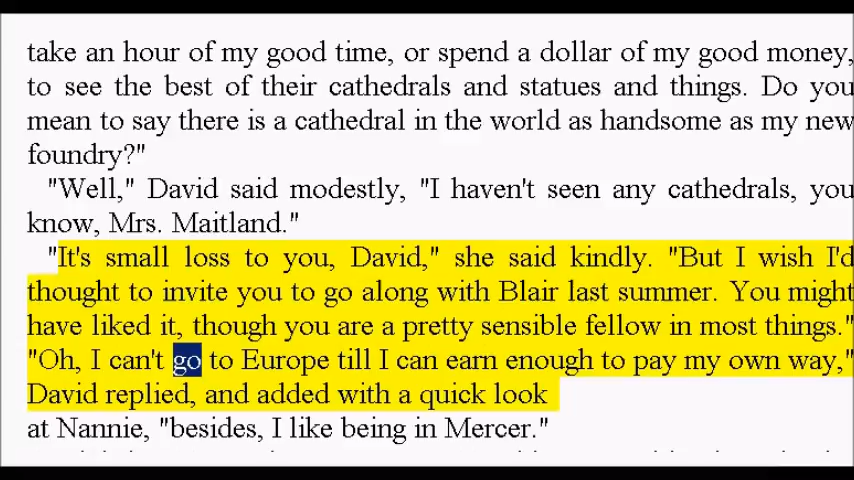 take an hour of my good time, or spend a dollar of my good money,
to see the best of their cathedrals and statues and things. Do you
mean to say there is a cathedral in the world as handsome as my new
foundry?"
"Well," David said modestly, "I haven't seen any cathedrals, you
know, Mrs. Maitland."
"It's small loss to you, David," she said kindly. "But I wish I'd
thought to invite you to go along with Blair last summer. You might
have liked it, though you are a pretty sensible fellow in most things."
"Oh, I can't go to Europe till I can earn enough to pay my own way,"
David replied, and added with a quick look
at Nannie, "besides, I like being in Mercer."